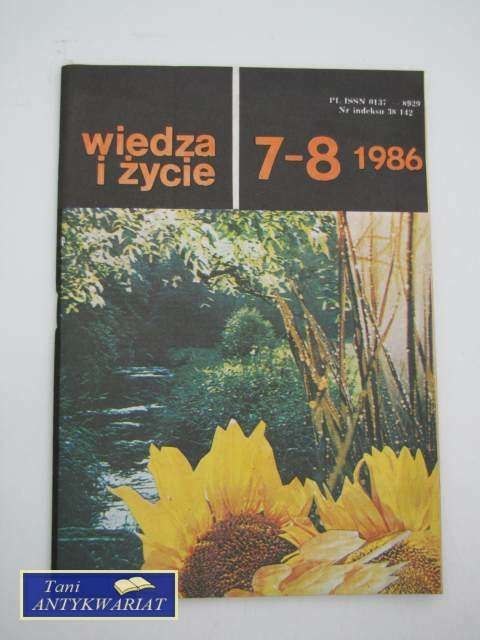 PL ISSN 0137 — 8929
Nr indeksu 38 142
wiedza
i życie
7-8 1986
Tani
ANTYKWARIAT